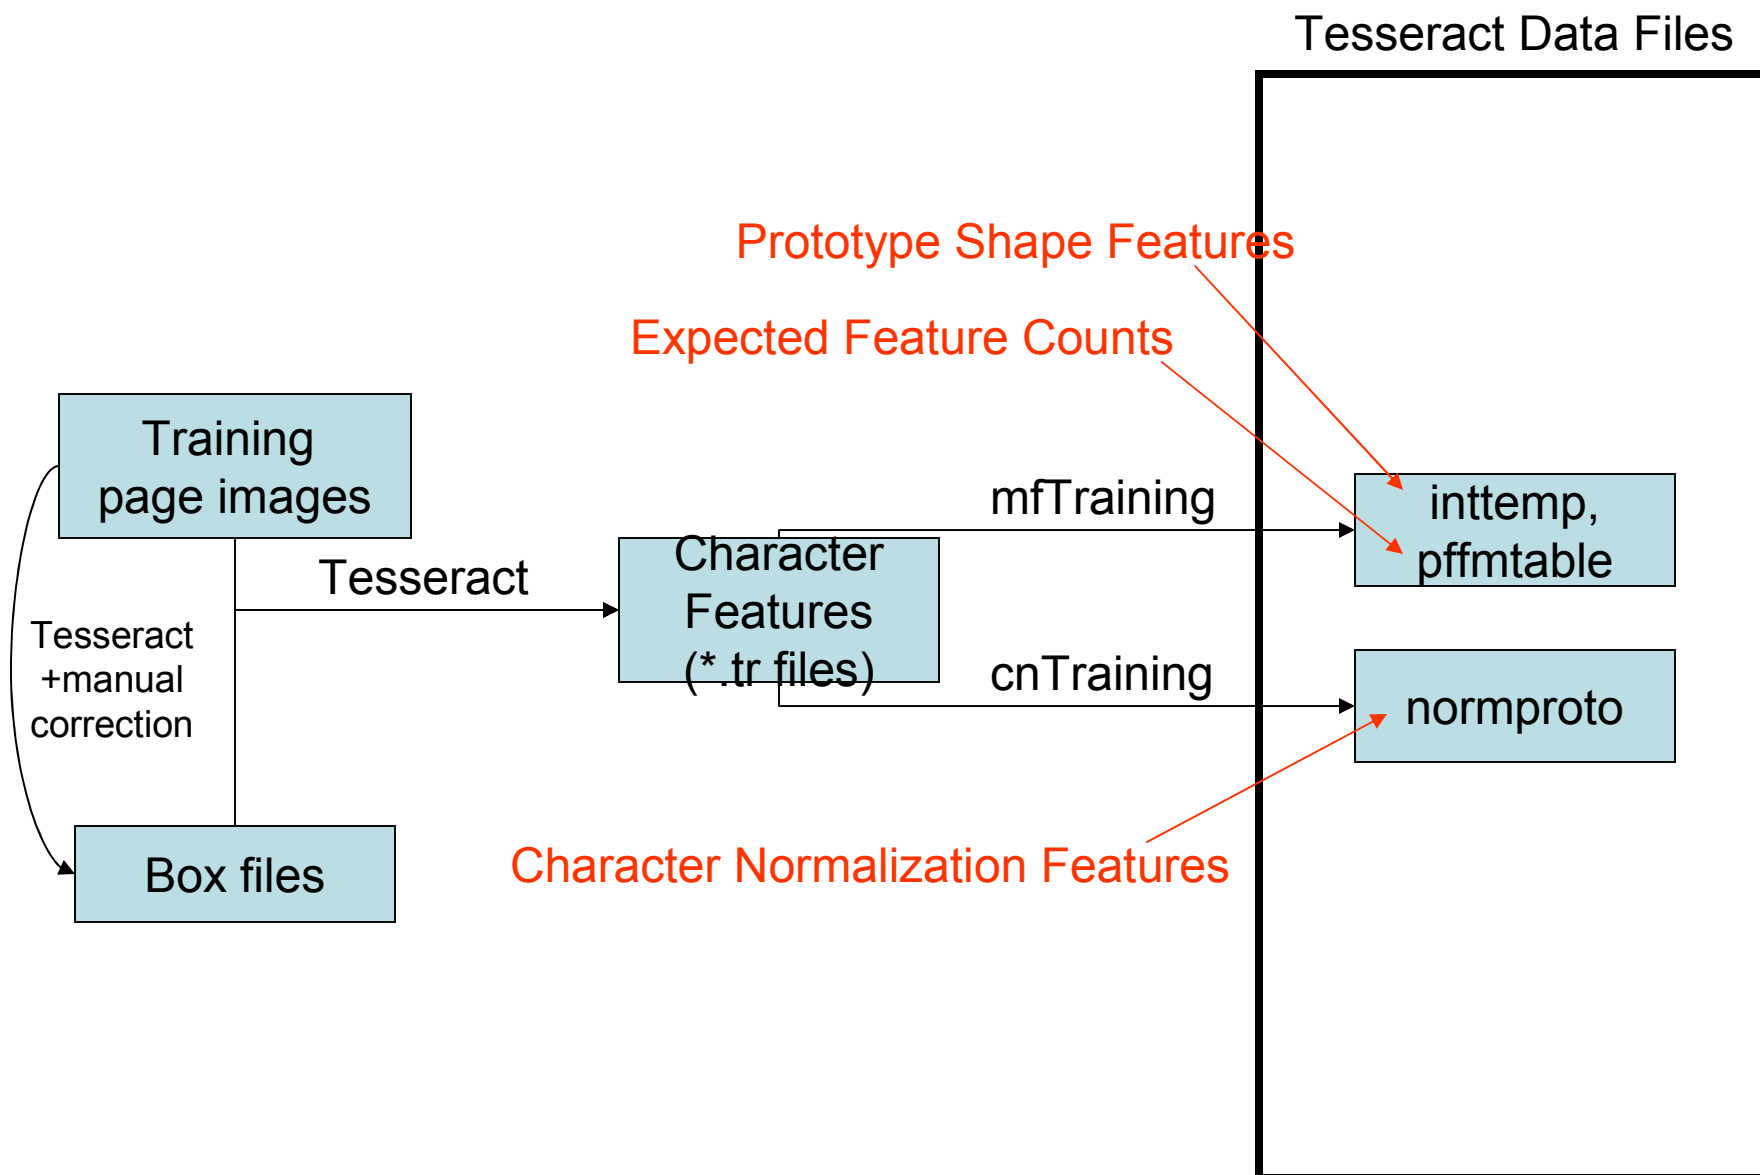 Tesseract Data Files
Prototype Shape Features
Expected Feature Counts
Training
page images
Tesseract
+manual
correction
Box files
Tesseract
Character
Features
(*.tr files)
mfTraining
cnTraining
inttemp,
pffmtable
normproto
Character Normalization Features